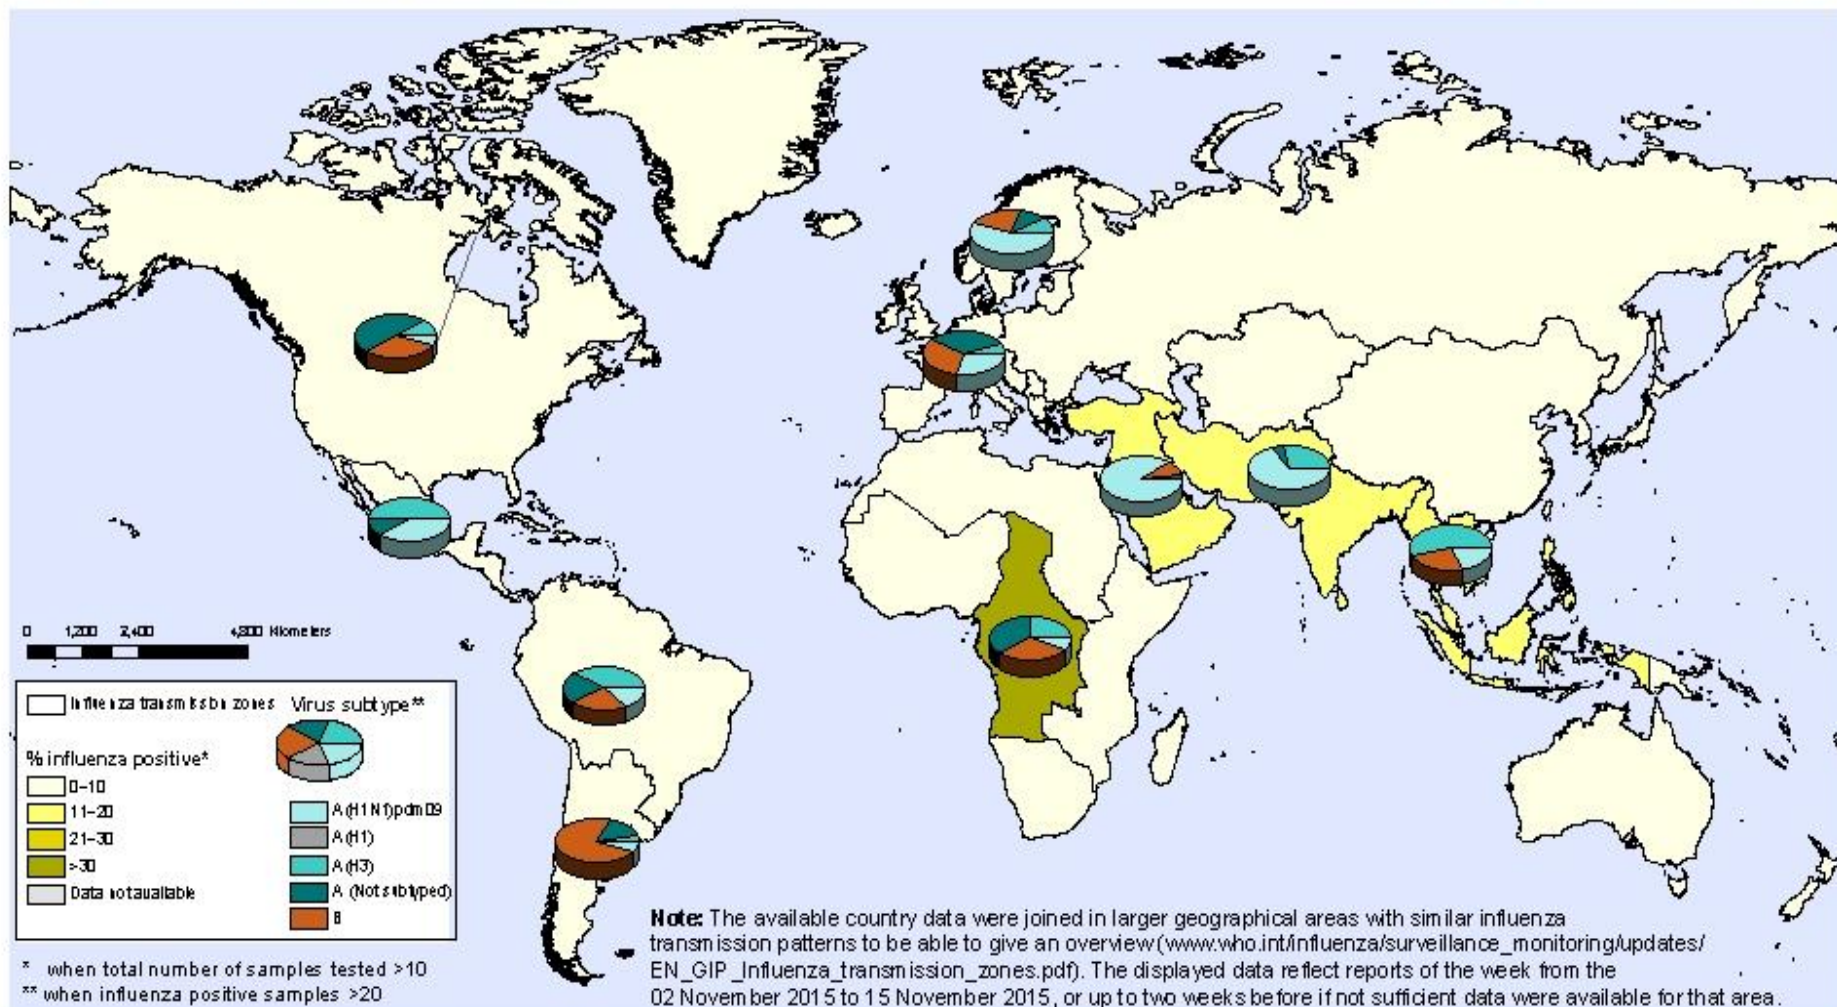 0 1,200 2,400 4,800 Kilometers
Influenza transmission zones
Virus subtype**
% influenza positive*
0-10
11-20
21-30
>30
Data not available
A(H1N1)pdm09
A(H1)
A(H3)
A (Not subtyped)
B
* when total number of samples tested >10
** when influenza positive samples >20
Note: The available country data were joined in larger geographical areas with similar influenza
transmission patterns to be able to give an overview (www.who.int/influenza/surveillance_monitoring/updates/
EN_GIP_Influenza_transmission_zones.pdf). The displayed data reflect reports of the week from the
02 November 2015 to 15 November 2015, or up to two weeks before if not sufficient data were available for that area.